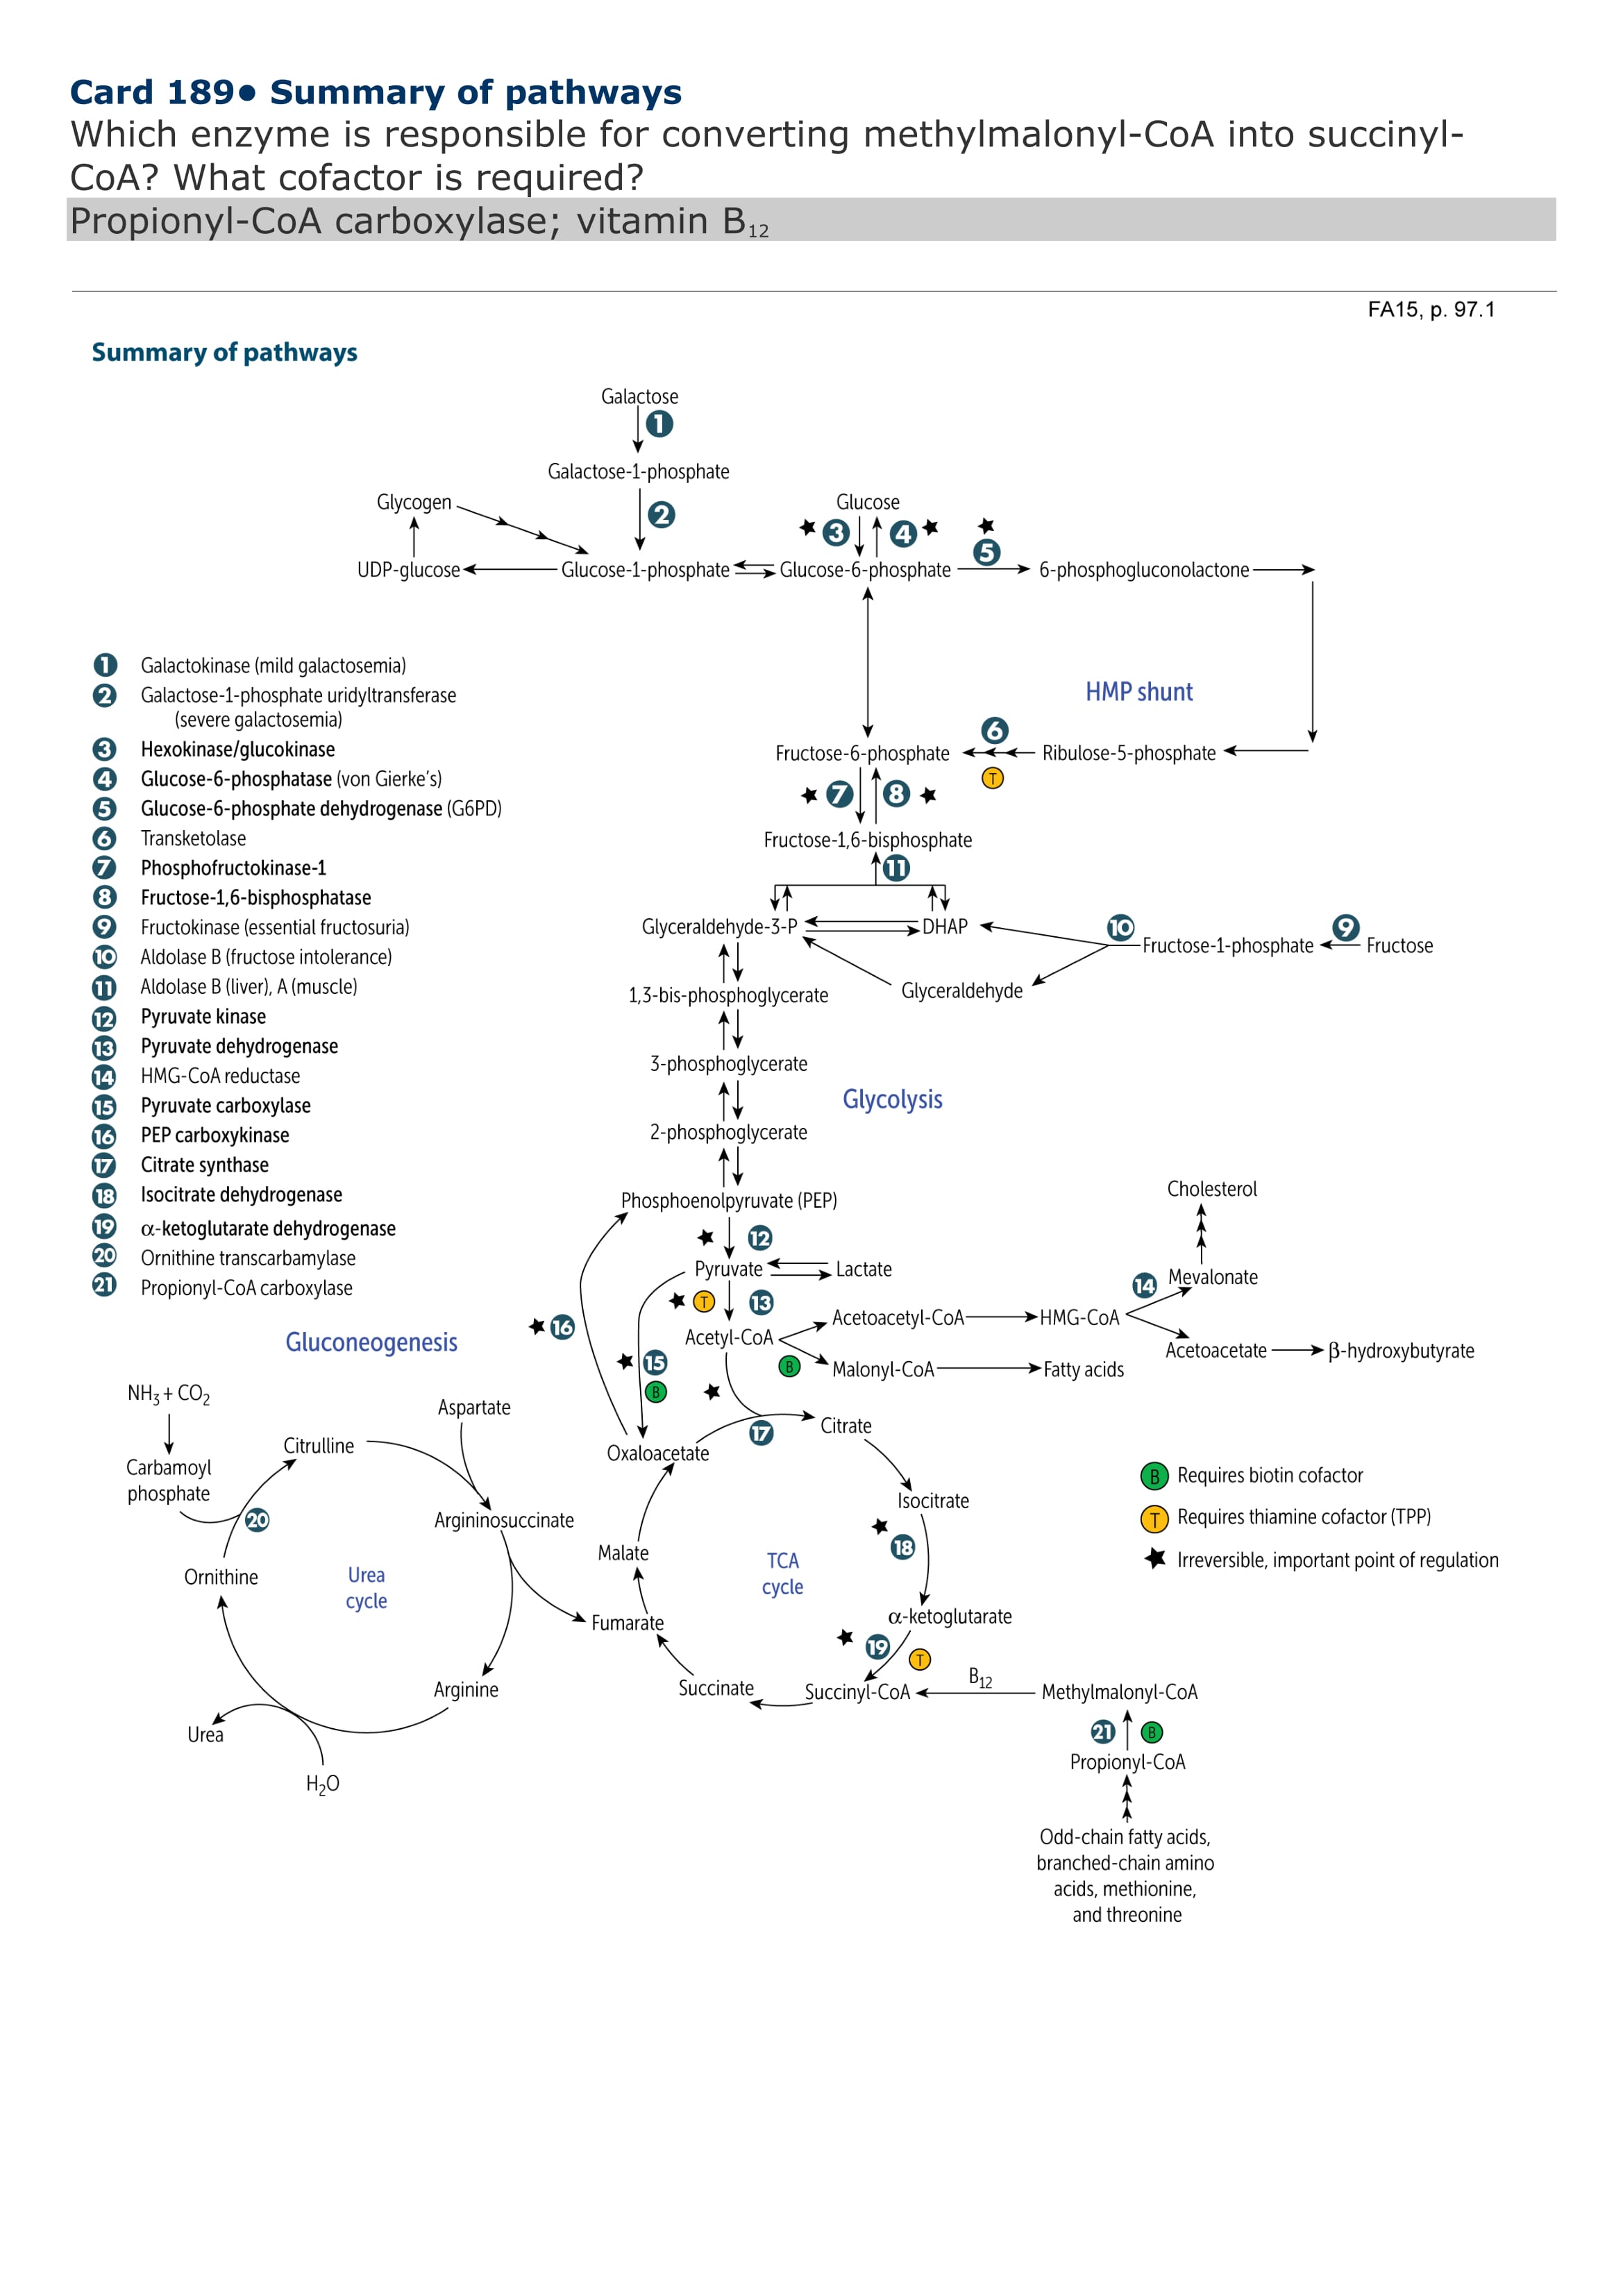 Card 189• Summary of pathways
Which enzyme is responsible for converting methylmalonyl-CoA into succinyl-
CoA? What cofactor is required?
Propionyl-CoA carboxylase; vitamin B12
FA15, p. 97.1
Summary of pathways
Galactose
1
Galactose-1-phosphate
Glycogen
2
Glucose
3
4
5
UDP-glucose
Glucose-1-phosphate
Glucose-6-phosphate
6-phosphogluconolactone
1 Galactokinase (mild galactosemia)
2 Galactose-1-phosphate uridyltransferase
(severe galactosemia)
3 Hexokinase/glucokinase
4 Glucose-6-phosphatase (von Gierke's)
5 Glucose-6-phosphate dehydrogenase (G6PD)
6 Transketolase
7 Phosphofructokinase-1
8 Fructose-1,6-bisphosphatase
9 Fructokinase (essential fructosuria)
10 Aldolase B (fructose intolerance)
11 Aldolase B (liver), A (muscle)
12 Pyruvate kinase
13 Pyruvate dehydrogenase
14 HMG-CoA reductase
15 Pyruvate carboxylase
16 PEP carboxykinase
17 Citrate synthase
18 Isocitrate dehydrogenase
19 α-ketoglutarate dehydrogenase
20 Ornithine transcarbamylase
21 Propionyl-CoA carboxylase
HMP shunt
6
Fructose-6-phosphate
Ribulose-5-phosphate
T
7
8
Fructose-1,6-bisphosphate
11
Glyceraldehyde-3-P
DHAP
10
Fructose-1-phosphate
9
Fructose
Glyceraldehyde
1,3-bis-phosphoglycerate
3-phosphoglycerate
Glycolysis
2-phosphoglycerate
Phosphoenolpyruvate (PEP)
Cholesterol
12
Pyruvate
Lactate
14
Mevalonate
T
13
Acetyl-CoA
Acetoacetyl-CoA
HMG-CoA
16
Acetoacetate
β-hydroxybutyrate
Gluconeogenesis
15
B
B
Malonyl-CoA
Fatty acids
NH3 + CO2
Aspartate
Citrulline
Oxaloacetate
17
Citrate
Carbamoyl
phosphate
20
Argininosuccinate
Isocitrate
B Requires biotin cofactor
T Requires thiamine cofactor (TPP)
Irreversible, important point of regulation
18
Malate
TCA
cycle
Ornithine
Urea
cycle
Fumarate
α-ketoglutarate
19
T
Arginine
Succinate
Succinyl-CoA
B12
Methylmalonyl-CoA
Urea
21
B
H2O
Propionyl-CoA
Odd-chain fatty acids,
branched-chain amino
acids, methionine,
and threonine